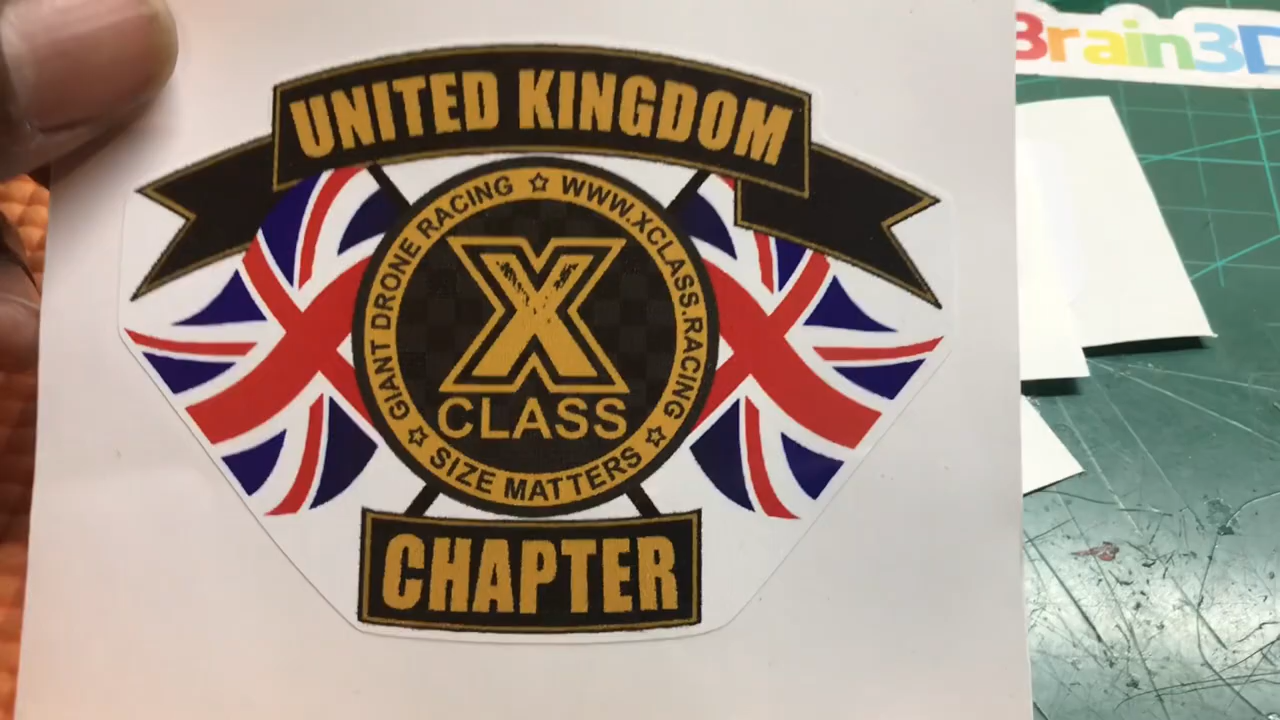 Brain3D
UNITED KINGDOM
GIANT DRONE RACING ☆ WWW.XCLASS.RACING ☆ SIZE MATTERS ☆
X
CLASS
CHAPTER